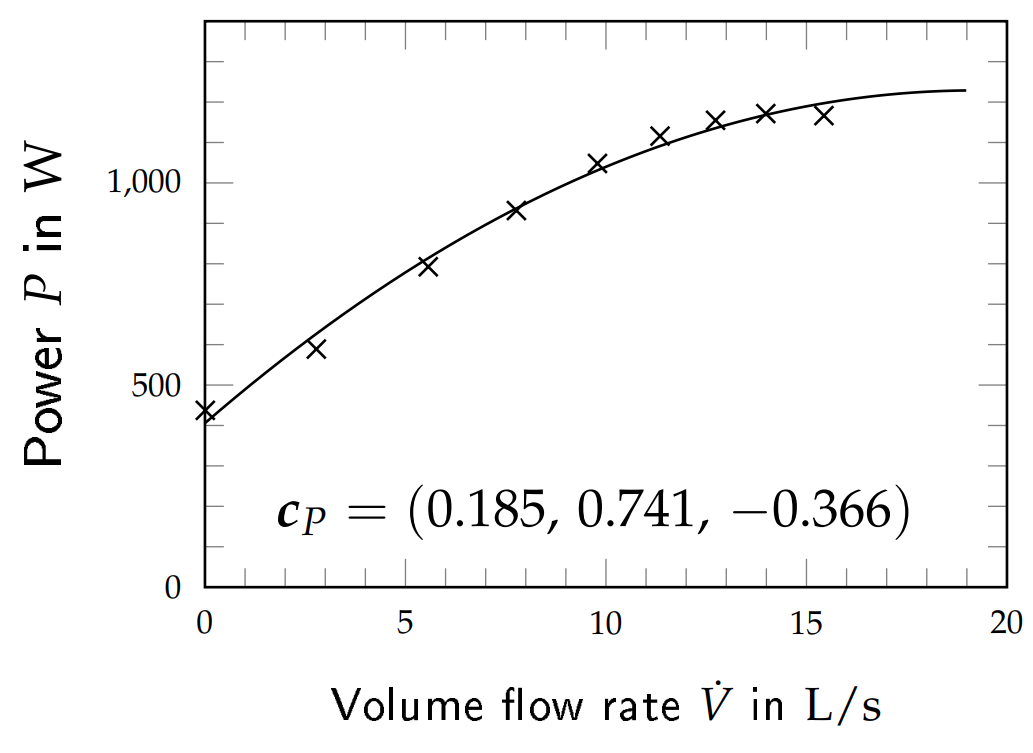 Power P in W
1,000
500
0
c_P = (0.185, 0.741, −0.366)
0 5 10 15 20
Volume flow rate V̇ in L/s